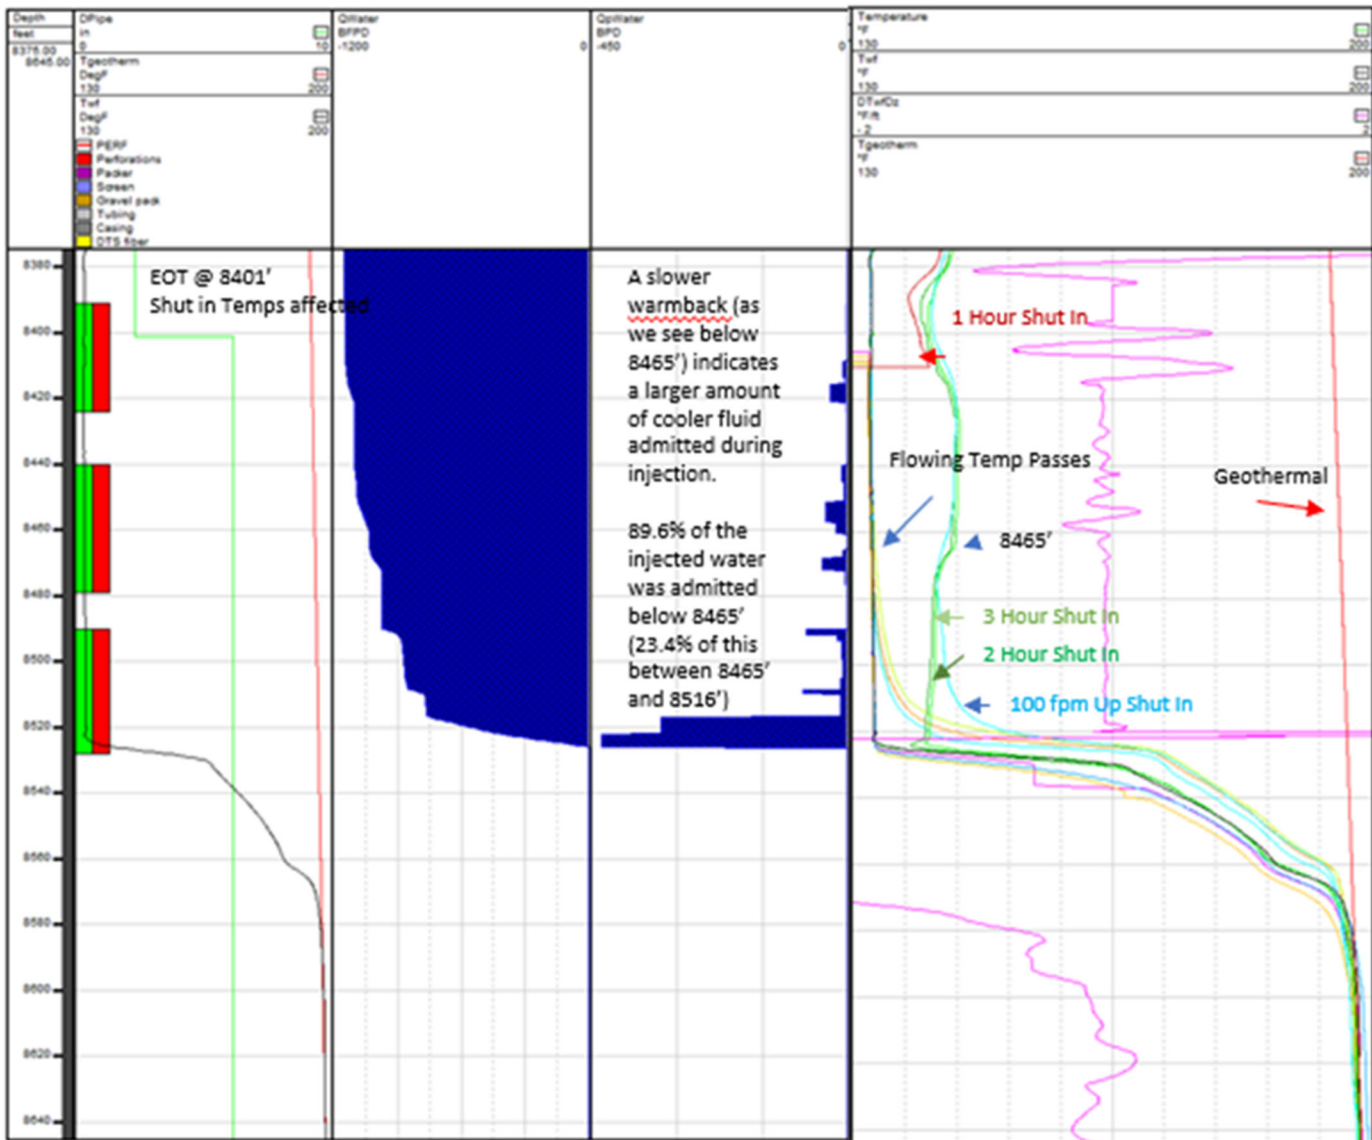 Depth
feet
8376.00
8645.00
DPipe
in
0 10
Tgeotherm
DegF
130 200
Twf
DegF
130 200
PERF
Perforations
Packer
Screen
Gravel pack
Tubing
Casing
DTS fiber
QWater
BFPD
-1200 0
QpWater
BPD
-450 0
Temperature
°F
130 200
Twf
°F
130 200
DTwfDz
°F/ft
-2 2
Tgeotherm
°F
130 200
8380
8400
8420
8440
8460
8480
8500
8520
8540
8560
8580
8600
8620
8640
EOT @ 8401'
Shut in Temps affected
A slower
warmback (as
we see below
8465') indicates
a larger amount
of cooler fluid
admitted during
injection.
89.6% of the
injected water
was admitted
below 8465'
(23.4% of this
between 8465'
and 8516')
1 Hour Shut In
Flowing Temp Passes
Geothermal
8465'
3 Hour Shut In
2 Hour Shut In
100 fpm Up Shut In